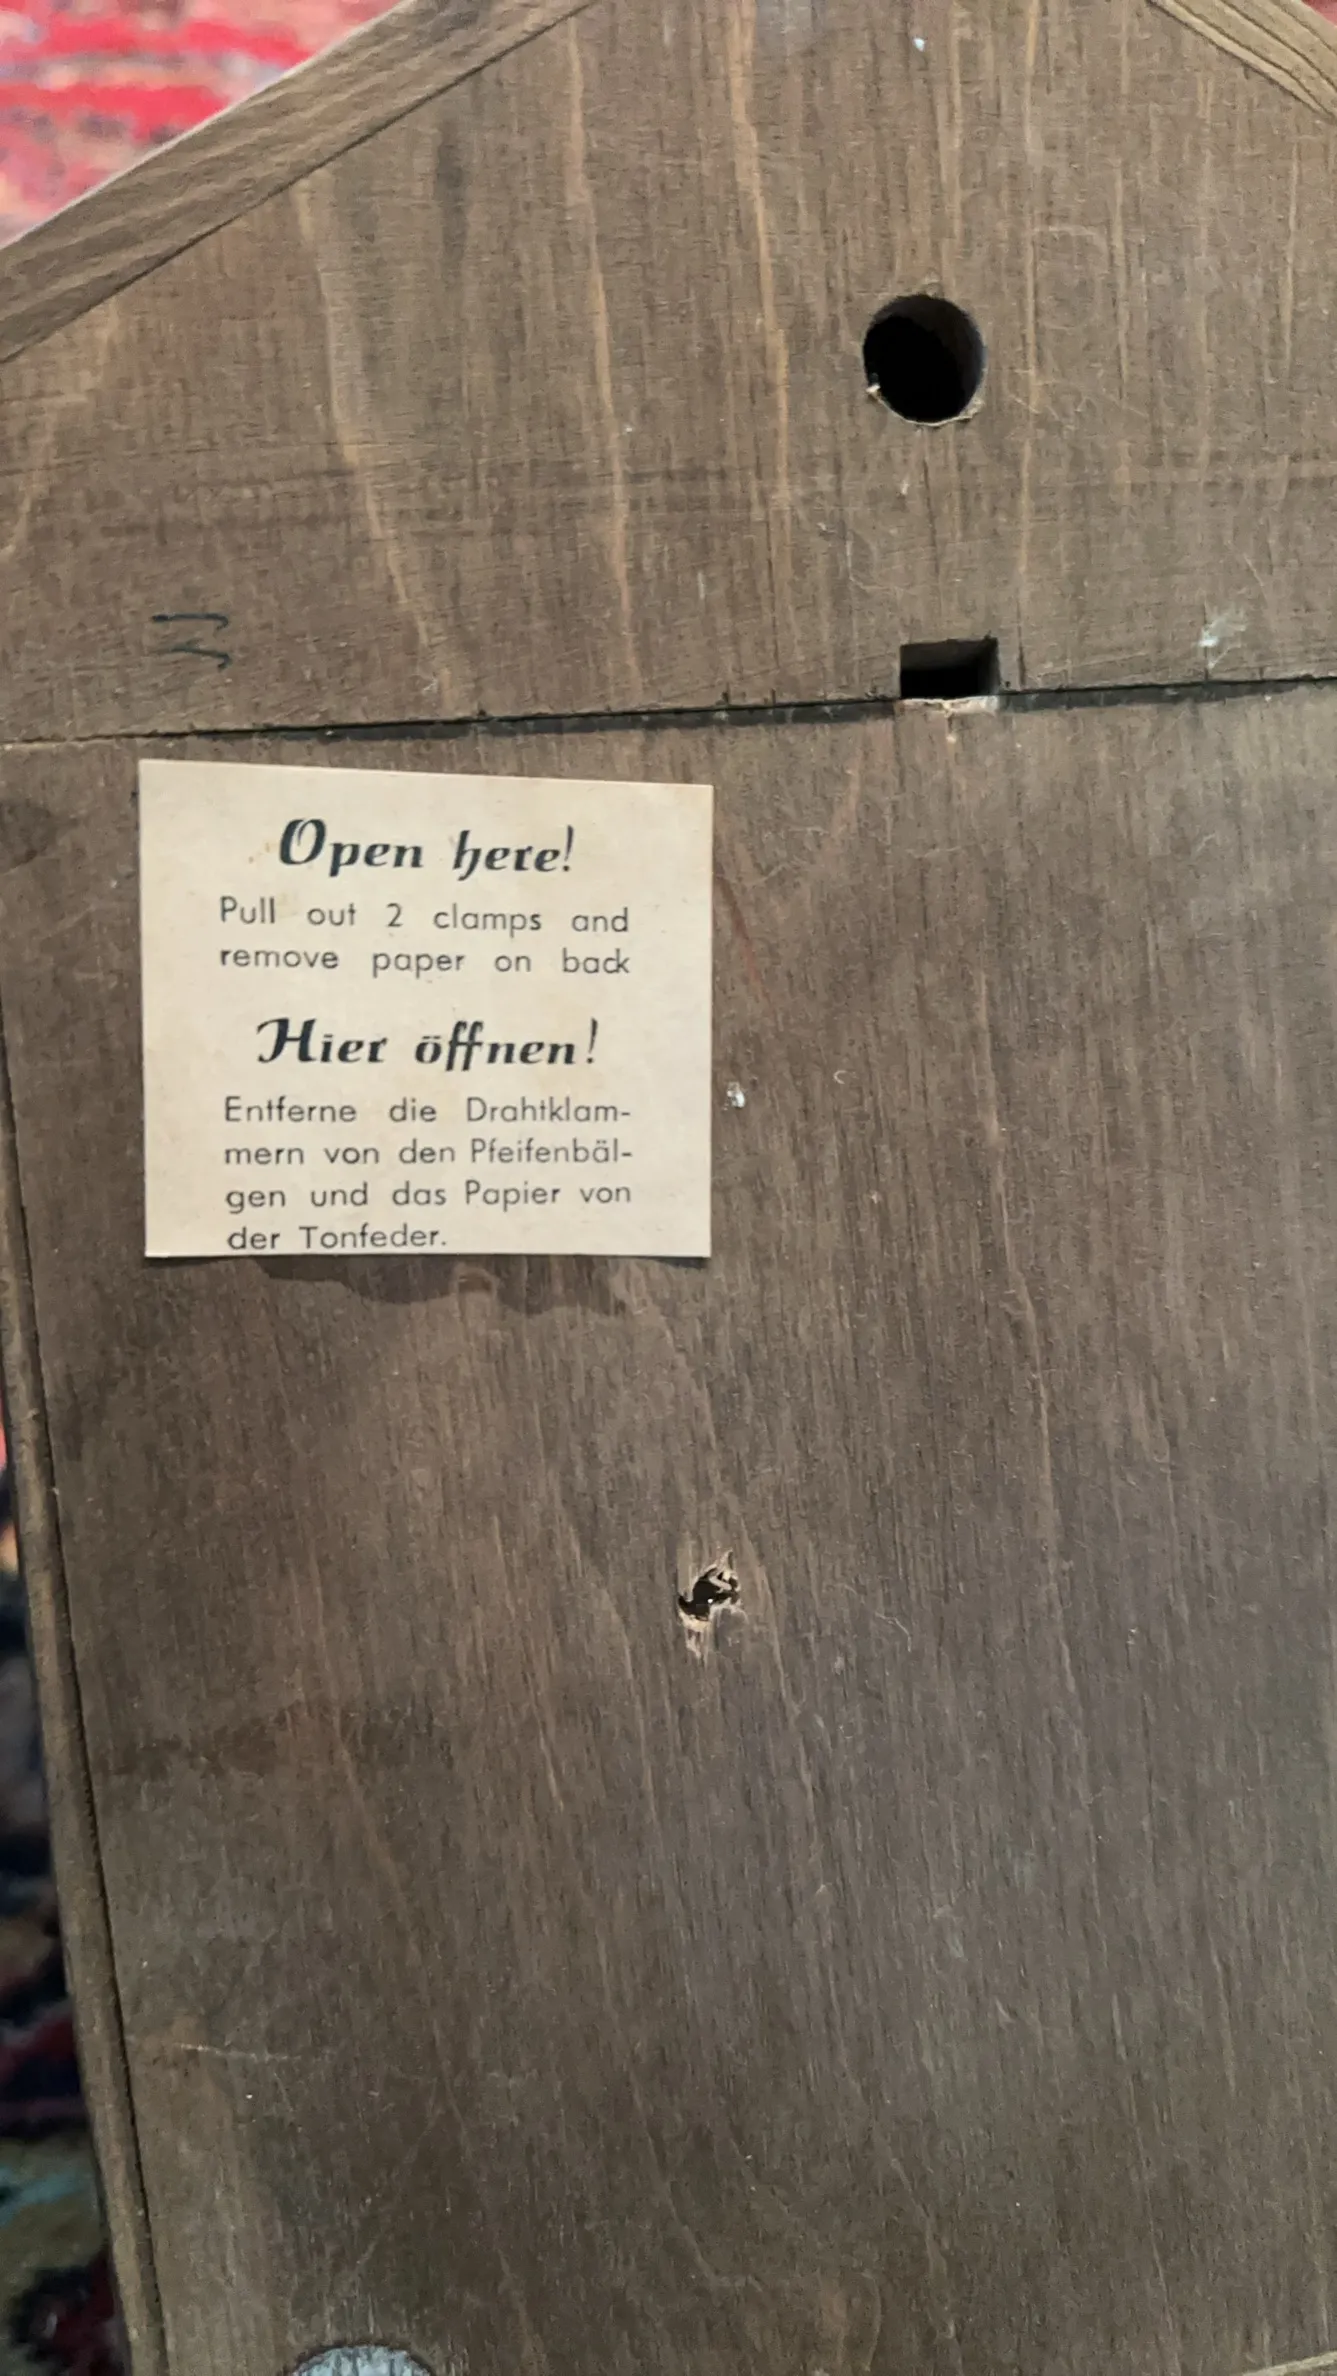 Open here!
Pull out 2 clamps and
remove paper on back
Hier öffnen!
Entferne die Drahtklam-
mern von den Pfeifenbäl-
gen und das Papier von
der Tonfeder.